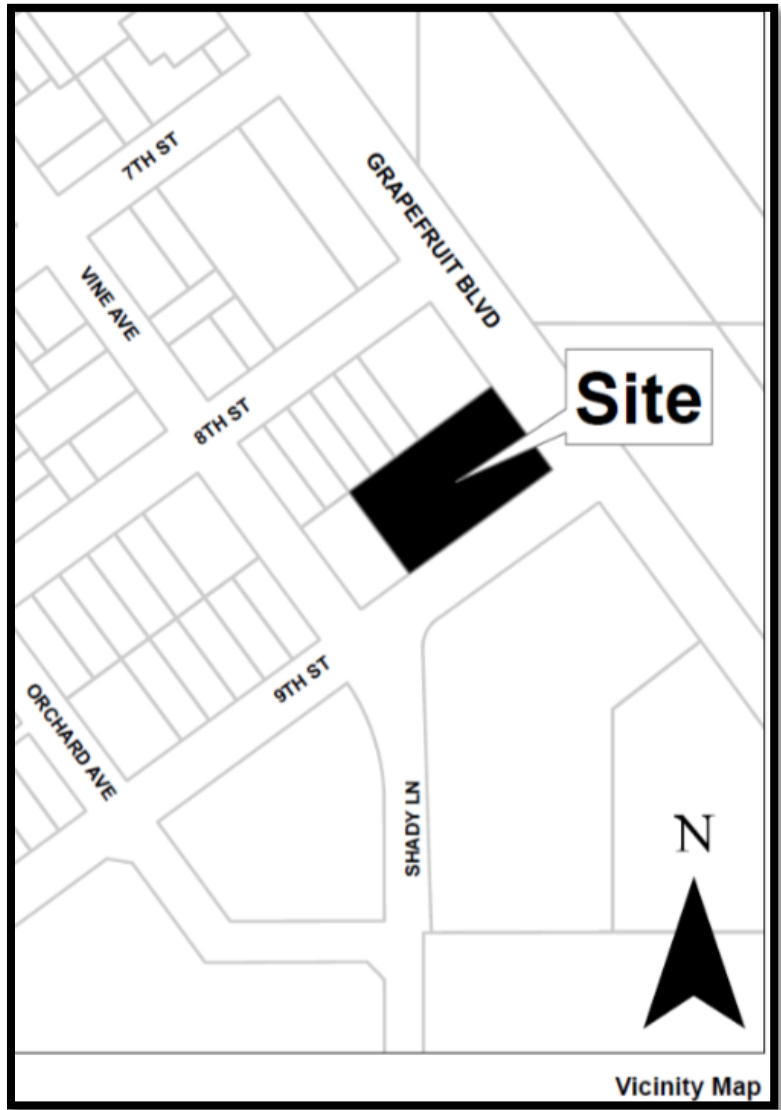 7TH ST
GRAPEFRUIT BLVD
VINE AVE
Site
8TH ST
9TH ST
ORCHARD AVE
SHADY LN
N
Vicinity Map